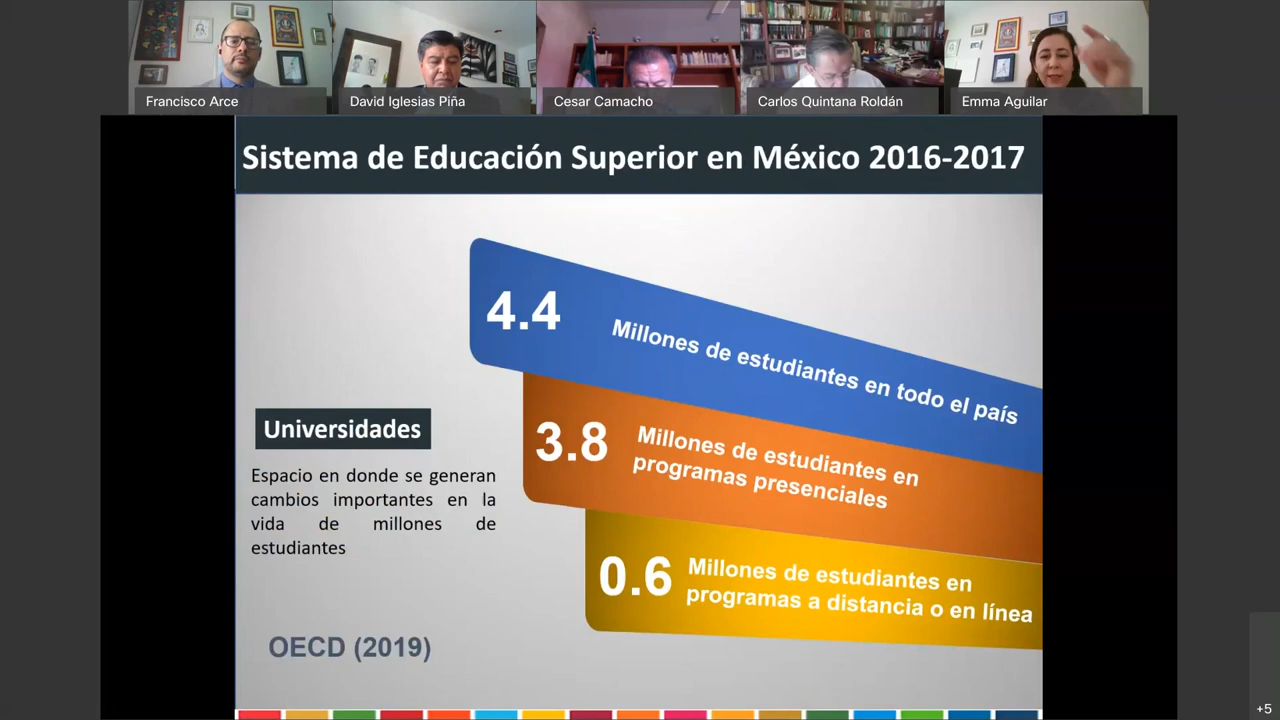 Francisco Arce
David Iglesias Piña
Cesar Camacho
Carlos Quintana Roldán
Emma Aguilar
Sistema de Educación Superior en México 2016-2017
4.4
Millones de estudiantes en todo el país
3.8
Millones de estudiantes en
programas presenciales
0.6
Millones de estudiantes en
programas a distancia o en línea
Universidades
Espacio en donde se generan
cambios importantes en la
vida de millones de
estudiantes
OECD (2019)
+5